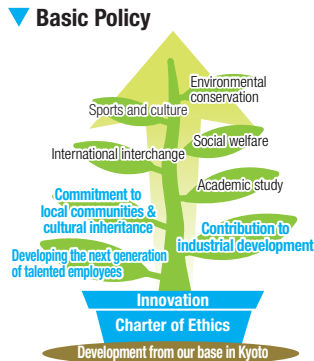 ▼ Basic Policy
Environmental
conservation
Sports and culture
Social welfare
International interchange
Academic study
Commitment to
local communities &
cultural inheritance
Contribution to
industrial development
Developing the next generation
of talented employees
Innovation
Charter of Ethics
Development from our base in Kyoto